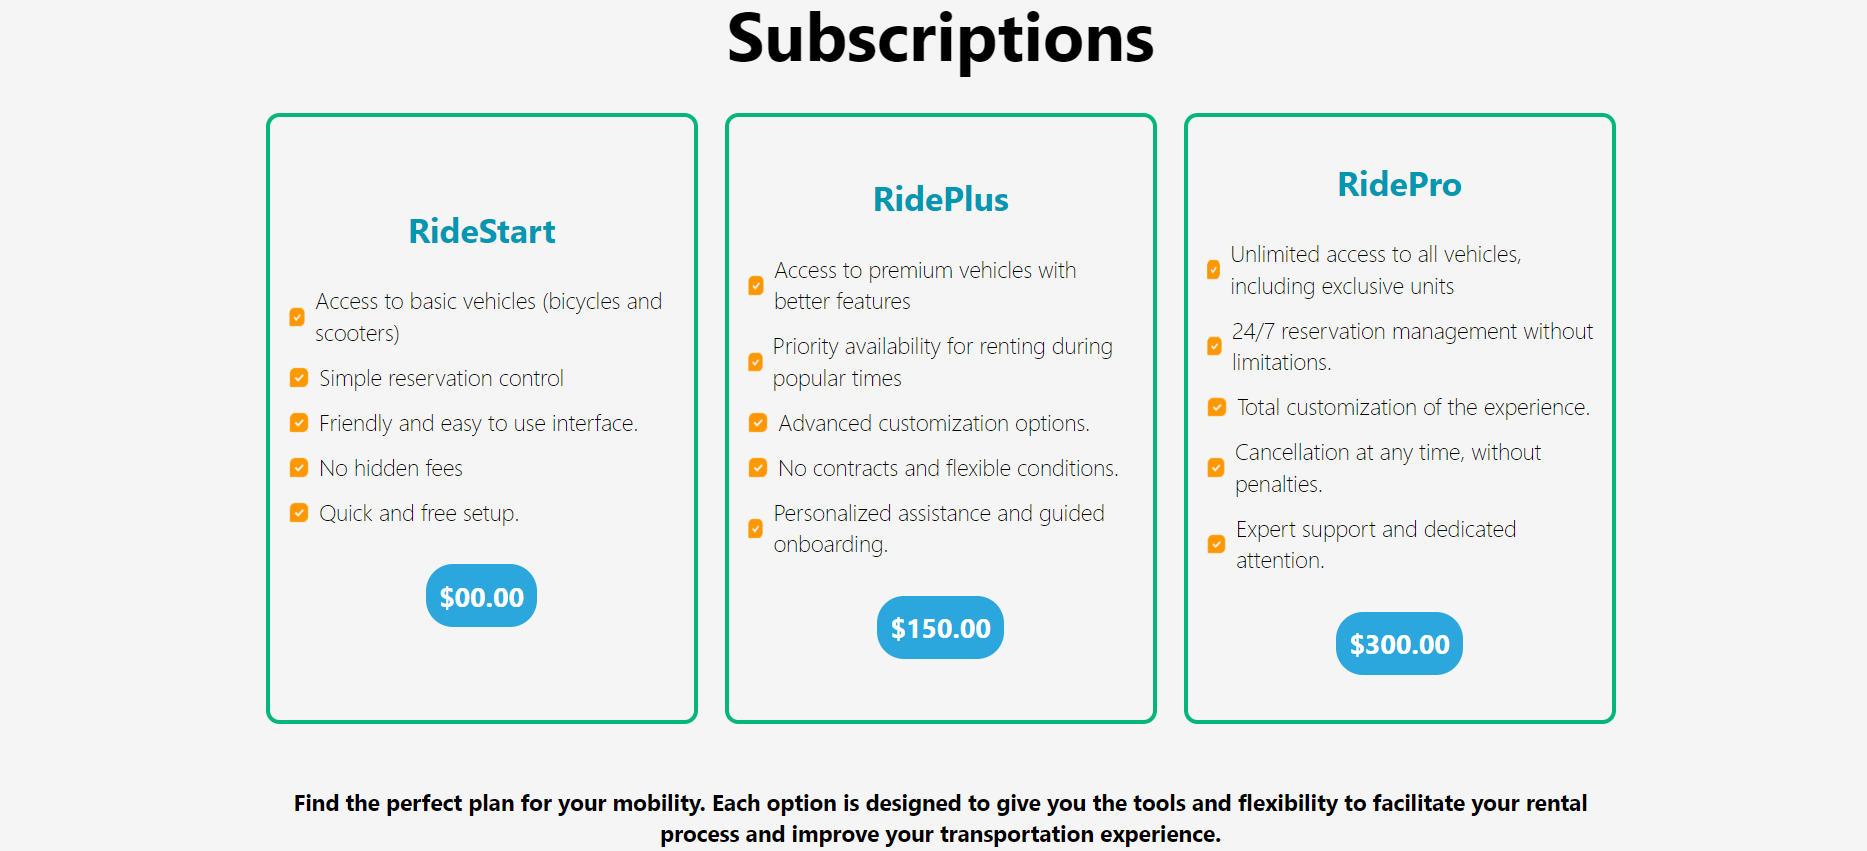 Subscriptions
RideStart
Access to basic vehicles (bicycles and
scooters)
Simple reservation control
Friendly and easy to use interface.
No hidden fees
Quick and free setup.
$00.00
RidePlus
Access to premium vehicles with
better features
Priority availability for renting during
popular times
Advanced customization options.
No contracts and flexible conditions.
Personalized assistance and guided
onboarding.
$150.00
RidePro
Unlimited access to all vehicles,
including exclusive units
24/7 reservation management without
limitations.
Total customization of the experience.
Cancellation at any time, without
penalties.
Expert support and dedicated
attention.
$300.00
Find the perfect plan for your mobility. Each option is designed to give you the tools and flexibility to facilitate your rental
process and improve your transportation experience.